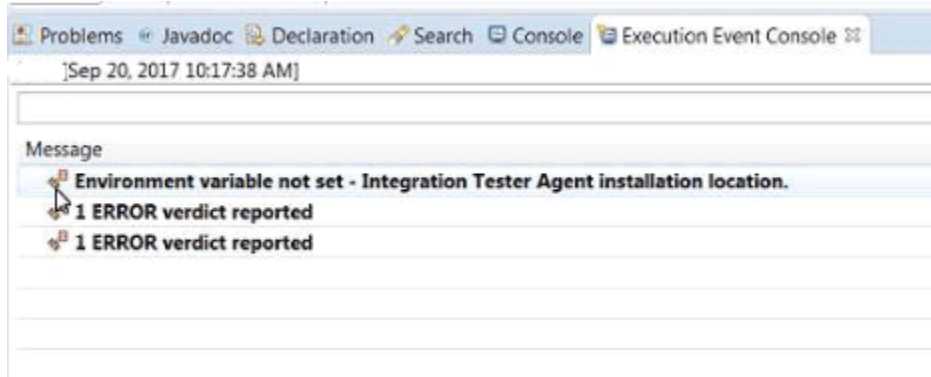 Problems Javadoc Declaration Search Console Execution Event Console
[Sep 20, 2017 10:17:38 AM]
Message
Environment variable not set - Integration Tester Agent installation location.
1 ERROR verdict reported
1 ERROR verdict reported